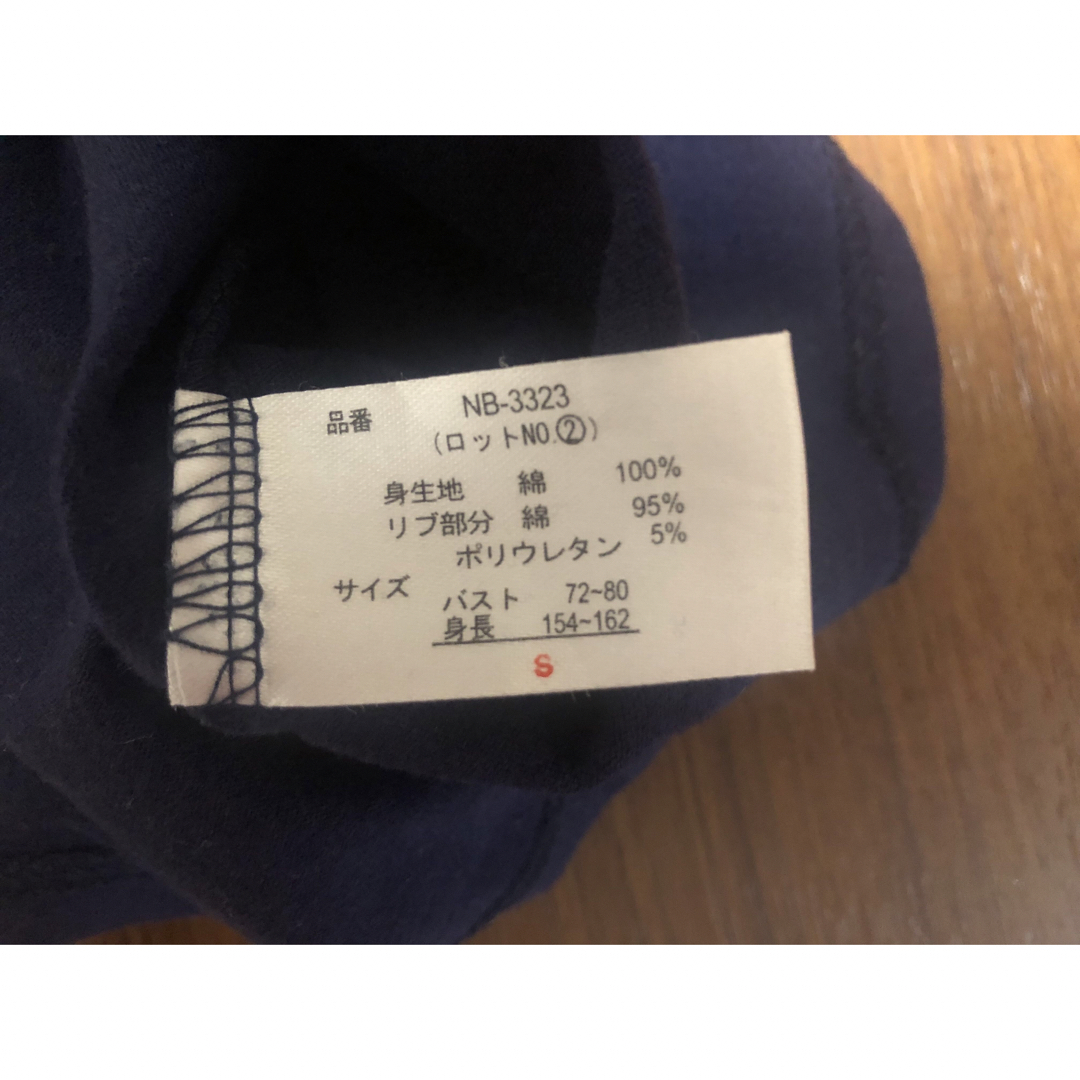 品番 NB-3323
(ロットNO.②)
身生地 綿 100%
リブ部分 綿 95%
ポリウレタン 5%
サイズ バスト 72~80
身長 154~162
S